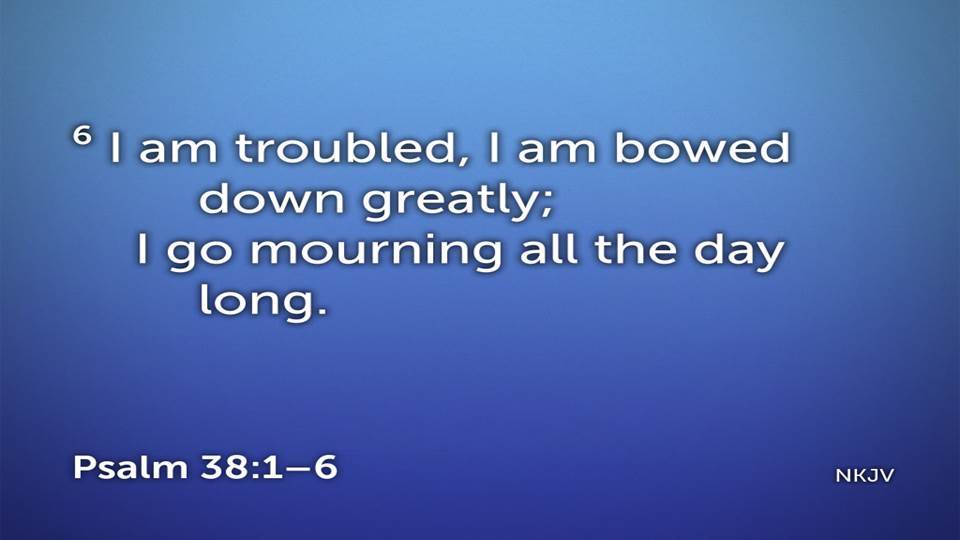 ⁶ I am troubled, I am bowed
down greatly;
I go mourning all the day
long.
Psalm 38:1–6
NKJV